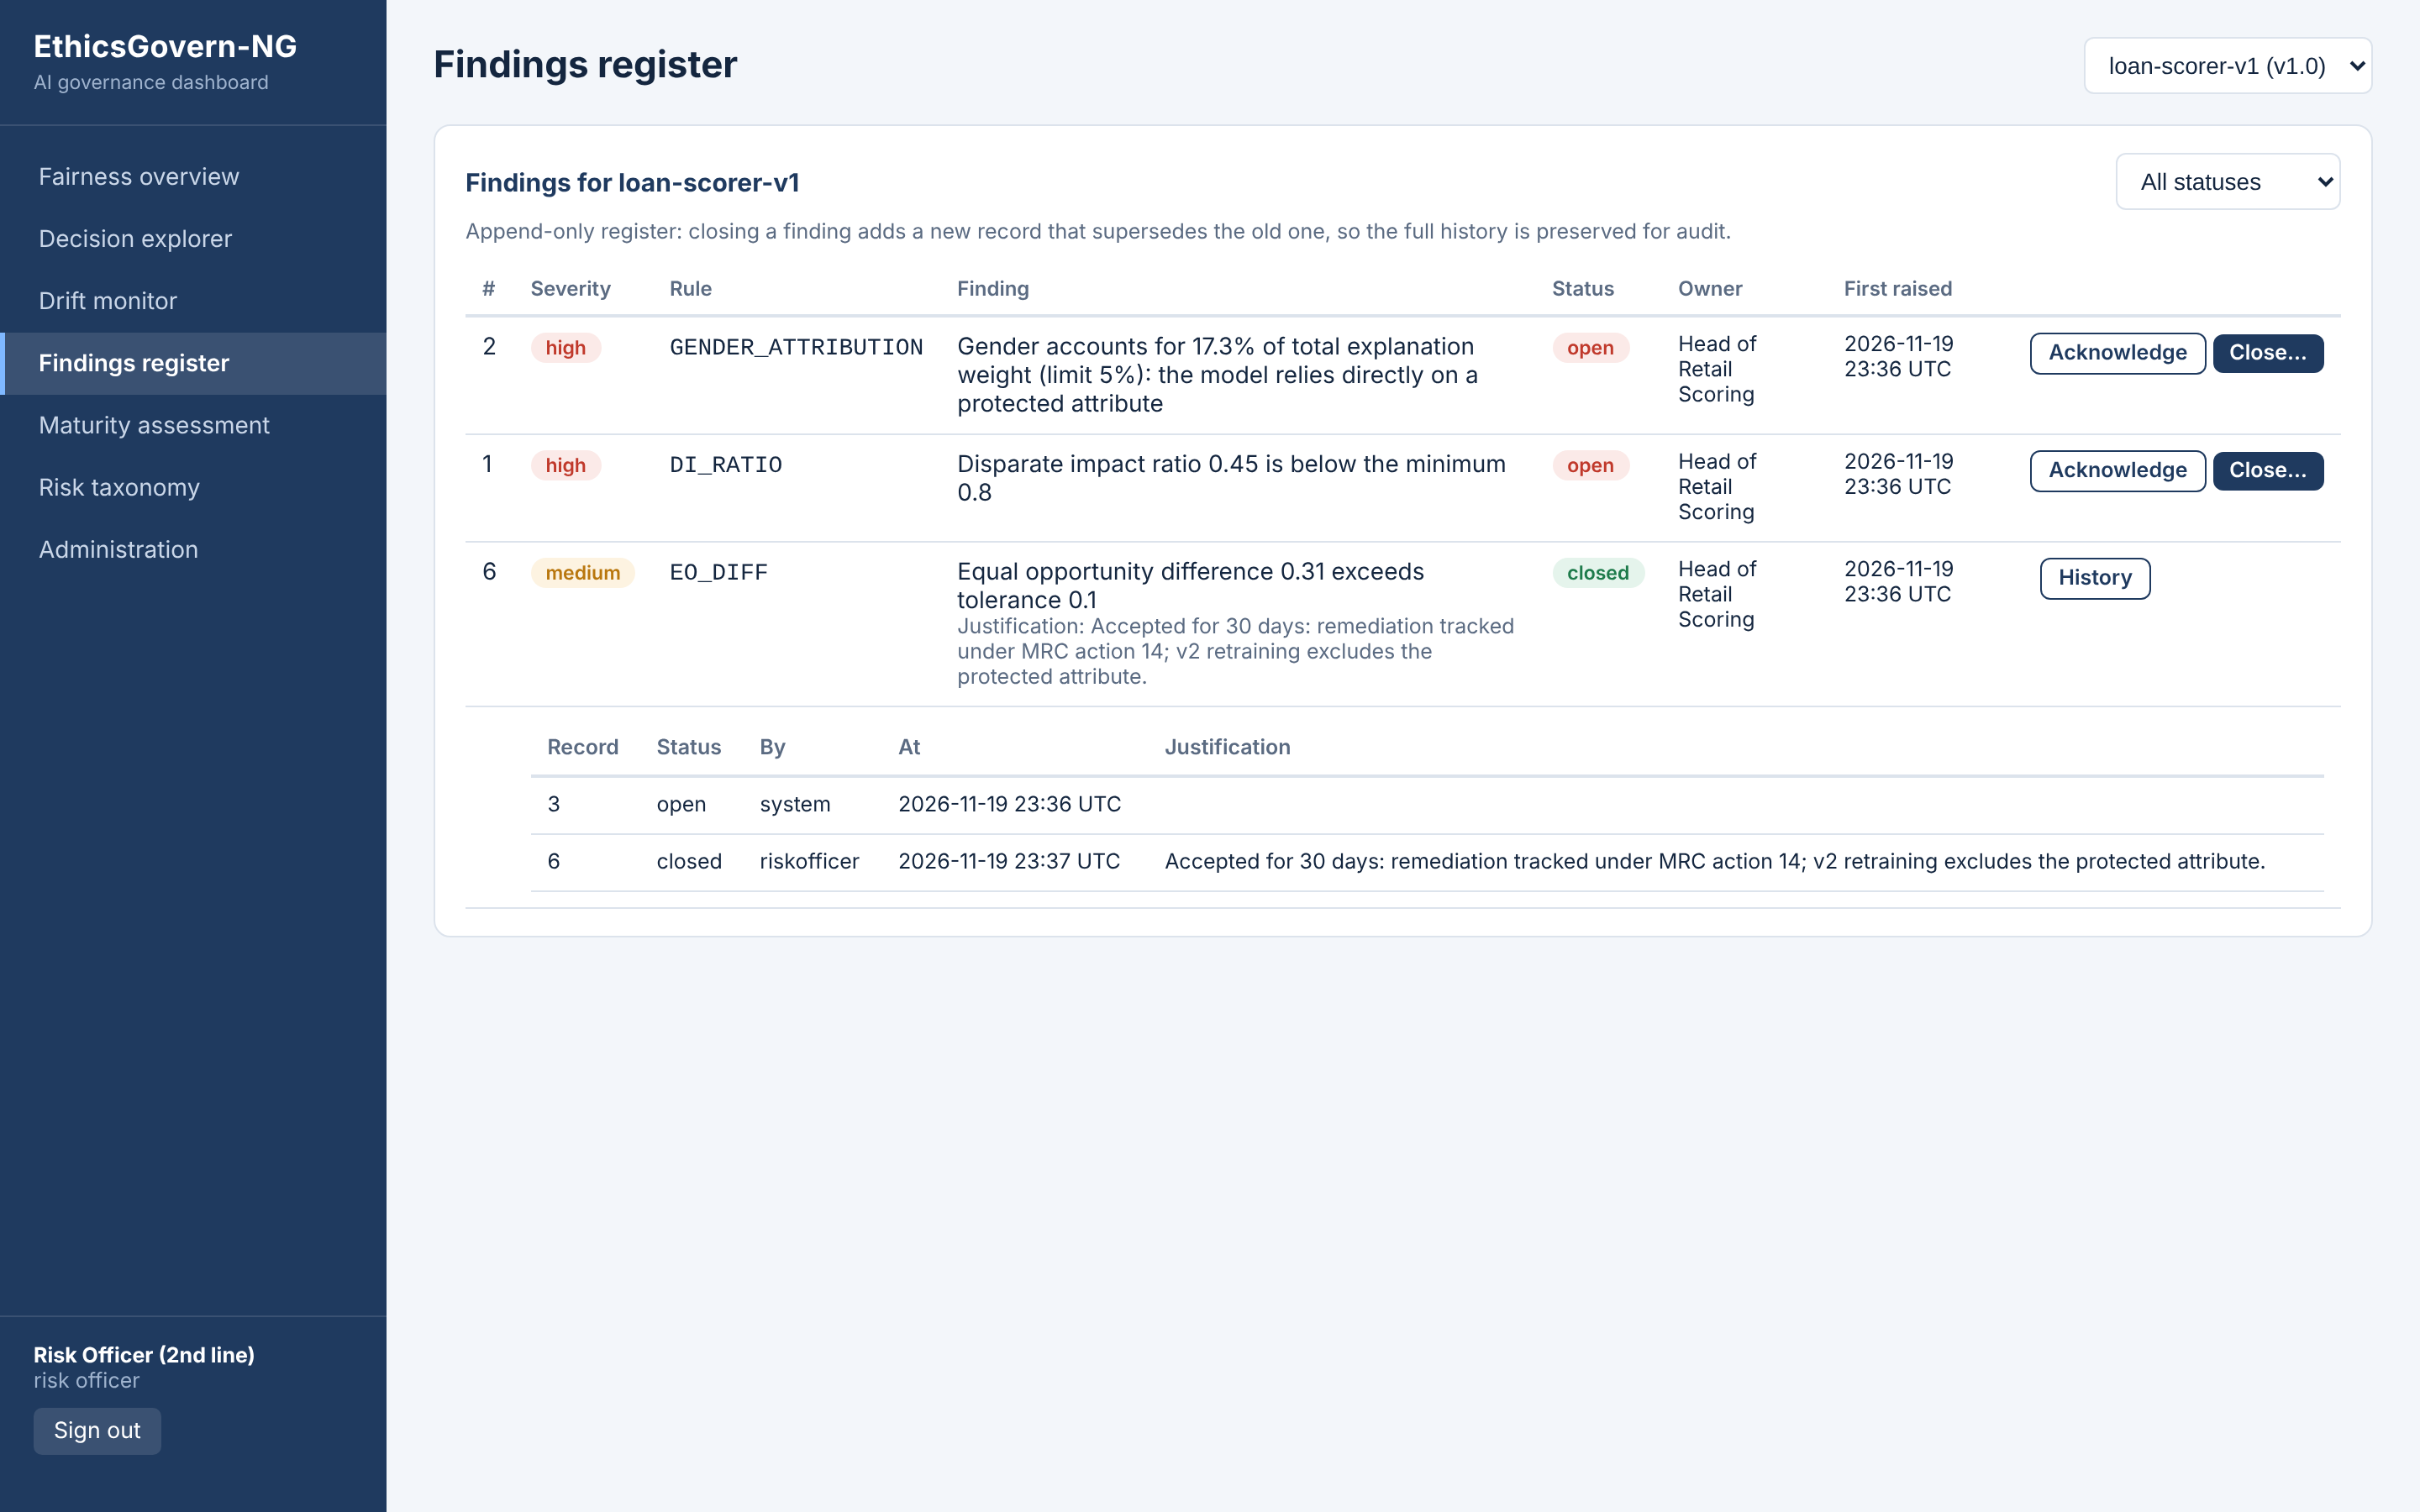 EthicsGovern-NG
AI governance dashboard
Fairness overview
Decision explorer
Drift monitor
Findings register
Maturity assessment
Risk taxonomy
Administration
Risk Officer (2nd line)
risk officer
Sign out
Findings register
loan-scorer-v1 (v1.0)
Findings for loan-scorer-v1
All statuses
Append-only register: closing a finding adds a new record that supersedes the old one, so the full history is preserved for audit.
# Severity Rule Finding Status Owner First raised
2 high GENDER_ATTRIBUTION Gender accounts for 17.3% of total explanation open Head of 2026-11-19 Acknowledge Close...
weight (limit 5%): the model relies directly on a Retail 23:36 UTC
protected attribute Scoring
1 high DI_RATIO Disparate impact ratio 0.45 is below the minimum open Head of 2026-11-19 Acknowledge Close...
0.8 Retail 23:36 UTC
Scoring
6 medium EO_DIFF Equal opportunity difference 0.31 exceeds closed Head of 2026-11-19 History
tolerance 0.1 Retail 23:36 UTC
Justification: Accepted for 30 days: remediation tracked Scoring
under MRC action 14; v2 retraining excludes the
protected attribute.
Record Status By At Justification
3 open system 2026-11-19 23:36 UTC
6 closed riskofficer 2026-11-19 23:37 UTC Accepted for 30 days: remediation tracked under MRC action 14; v2 retraining excludes the protected attribute.